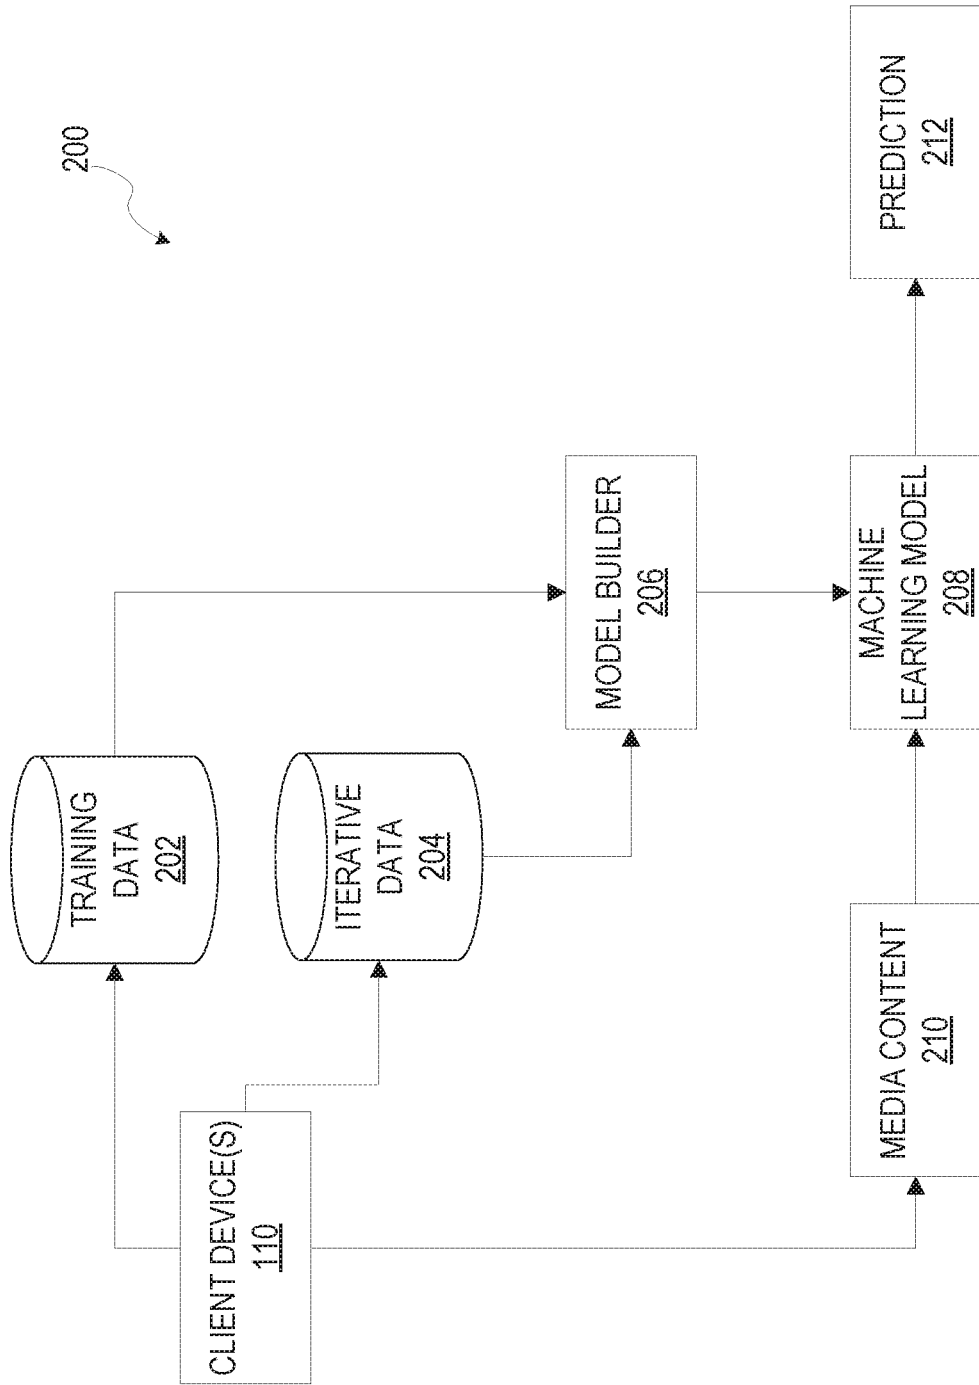 200
CLIENT DEVICE(S)
110
TRAINING
DATA
202
ITERATIVE
DATA
204
MODEL BUILDER
206
MEDIA CONTENT
210
MACHINE
LEARNING MODEL
208
PREDICTION
212